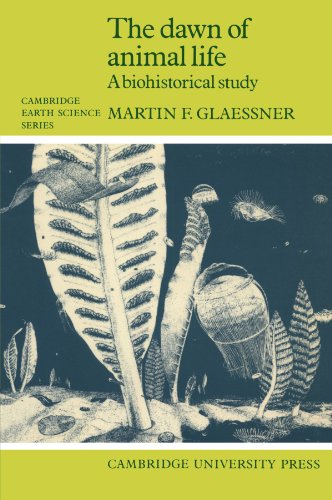 The dawn of
animal life
A biohistorical study
CAMBRIDGE
EARTH SCIENCE
SERIES
MARTIN F. GLAESSNER
CAMBRIDGE UNIVERSITY PRESS